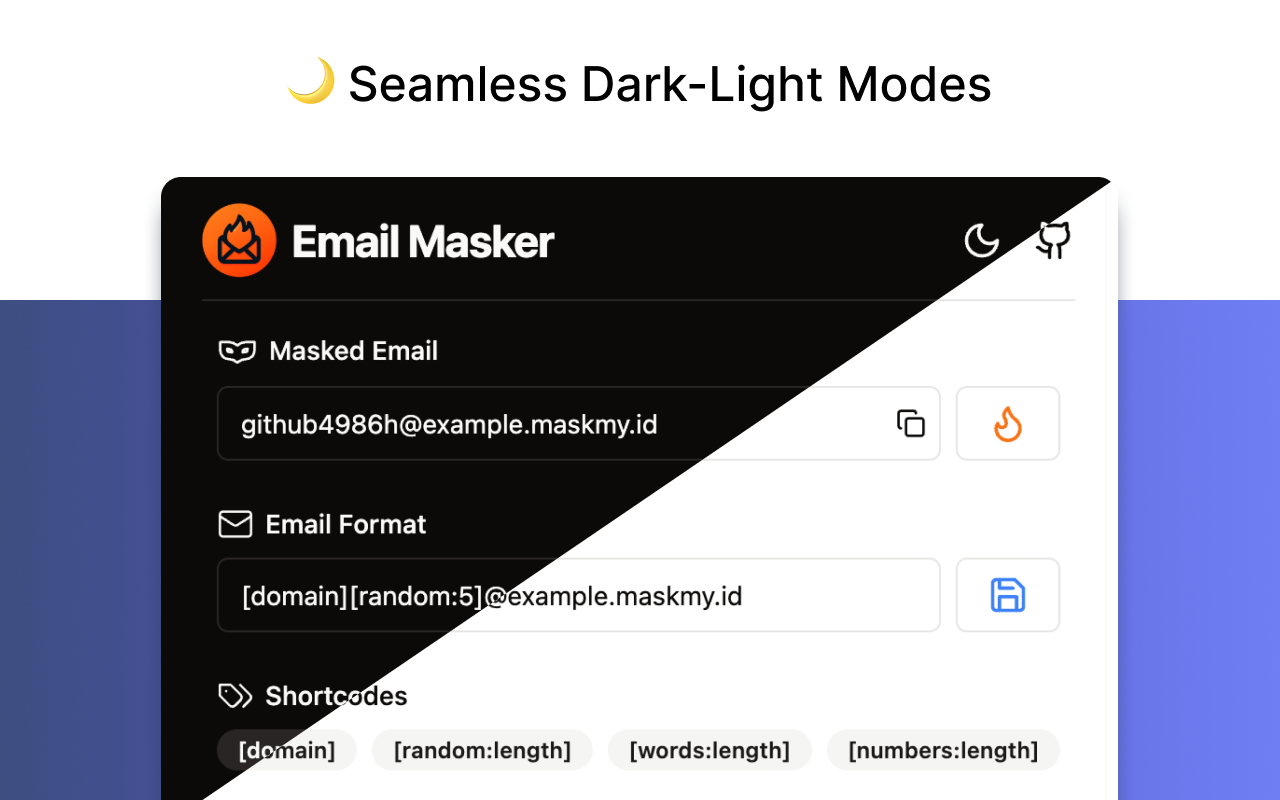 🌙 Seamless Dark-Light Modes
Email Masker
Masked Email
github4986h@example.maskmy.id
Email Format
[domain][random:5]@example.maskmy.id
Shortcodes
[domain] [random:length] [words:length] [numbers:length]